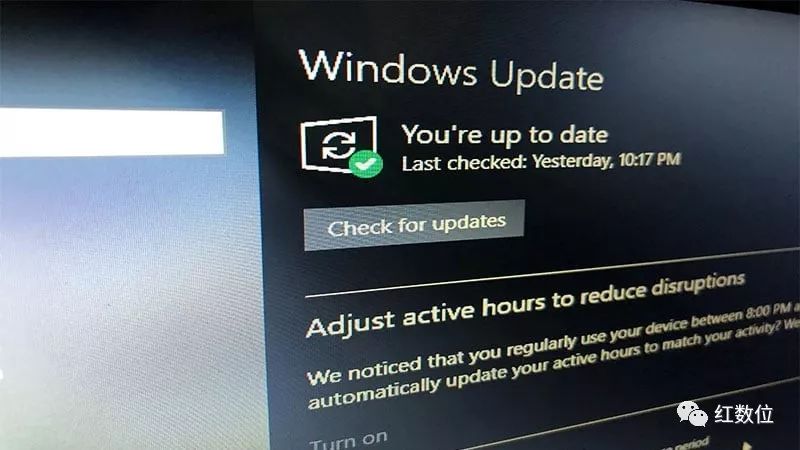 Windows Update
You're up to date
Last checked: Yesterday, 10:17 PM
Check for updates
Adjust active hours to reduce disruptions
We noticed that you regularly use your device between 8:00 PM a
automatically update your active hours to match your activity? We
Turn on
period
红数位